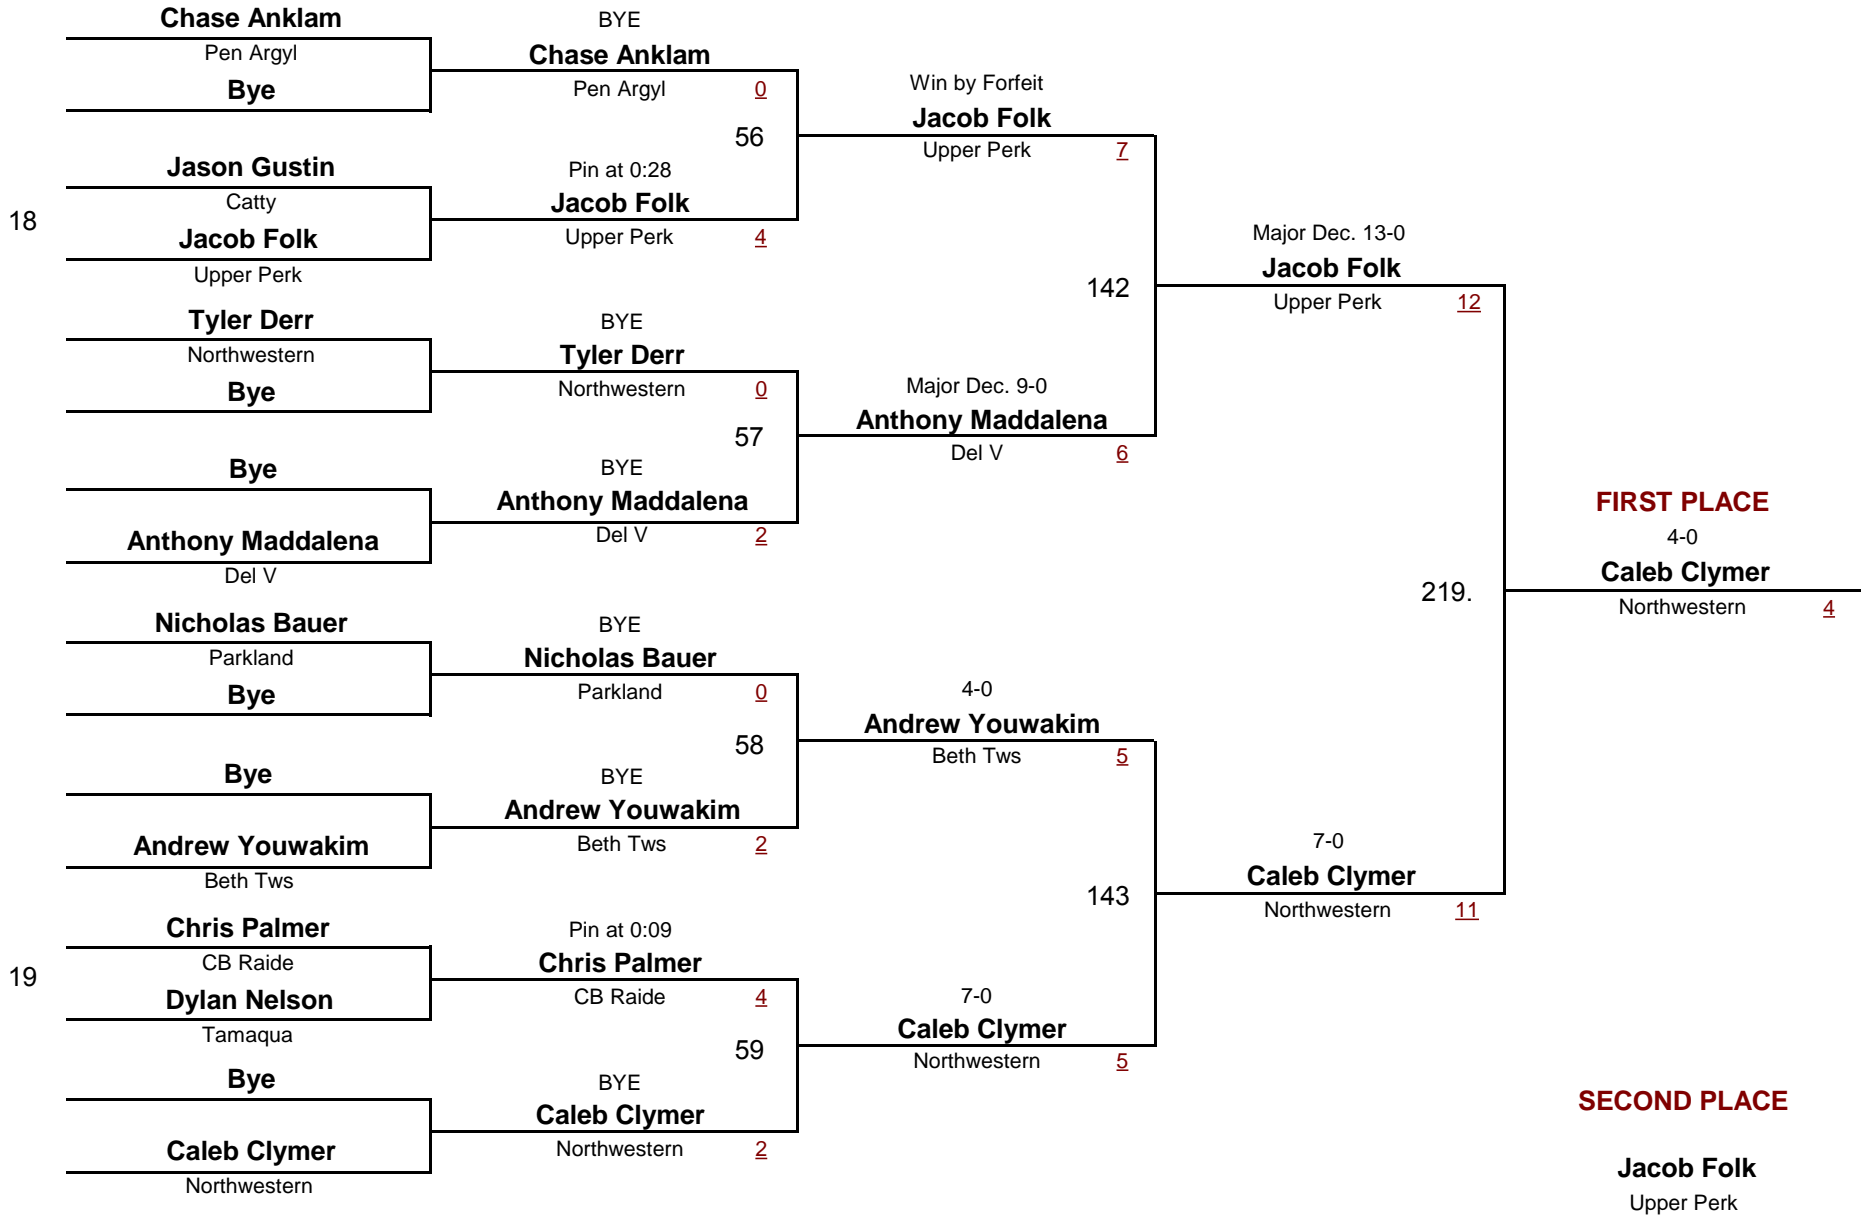 Chase Anklam
Pen Argyl
Bye
18
Jason Gustin
Catty
Jacob Folk
Upper Perk
Tyler Derr
Northwestern
Bye
Bye
Anthony Maddalena
Del V
Nicholas Bauer
Parkland
Bye
Bye
Andrew Youwakim
Beth Tws
19
Chris Palmer
CB Raide
Dylan Nelson
Tamaqua
Bye
Caleb Clymer
Northwestern
BYE
Chase Anklam
Pen Argyl 0
56
Pin at 0:28
Jacob Folk
Upper Perk 4
BYE
Tyler Derr
Northwestern 0
57
BYE
Anthony Maddalena
Del V 2
BYE
Nicholas Bauer
Parkland 0
58
BYE
Andrew Youwakim
Beth Tws 2
Pin at 0:09
Chris Palmer
CB Raide 4
59
BYE
Caleb Clymer
Northwestern 2
Win by Forfeit
Jacob Folk
Upper Perk 7
142
Major Dec. 9-0
Anthony Maddalena
Del V 6
4-0
Andrew Youwakim
Beth Tws 5
143
7-0
Caleb Clymer
Northwestern 5
Major Dec. 13-0
Jacob Folk
Upper Perk 12
219.
7-0
Caleb Clymer
Northwestern 11
FIRST PLACE
4-0
Caleb Clymer
Northwestern 4
SECOND PLACE
Jacob Folk
Upper Perk